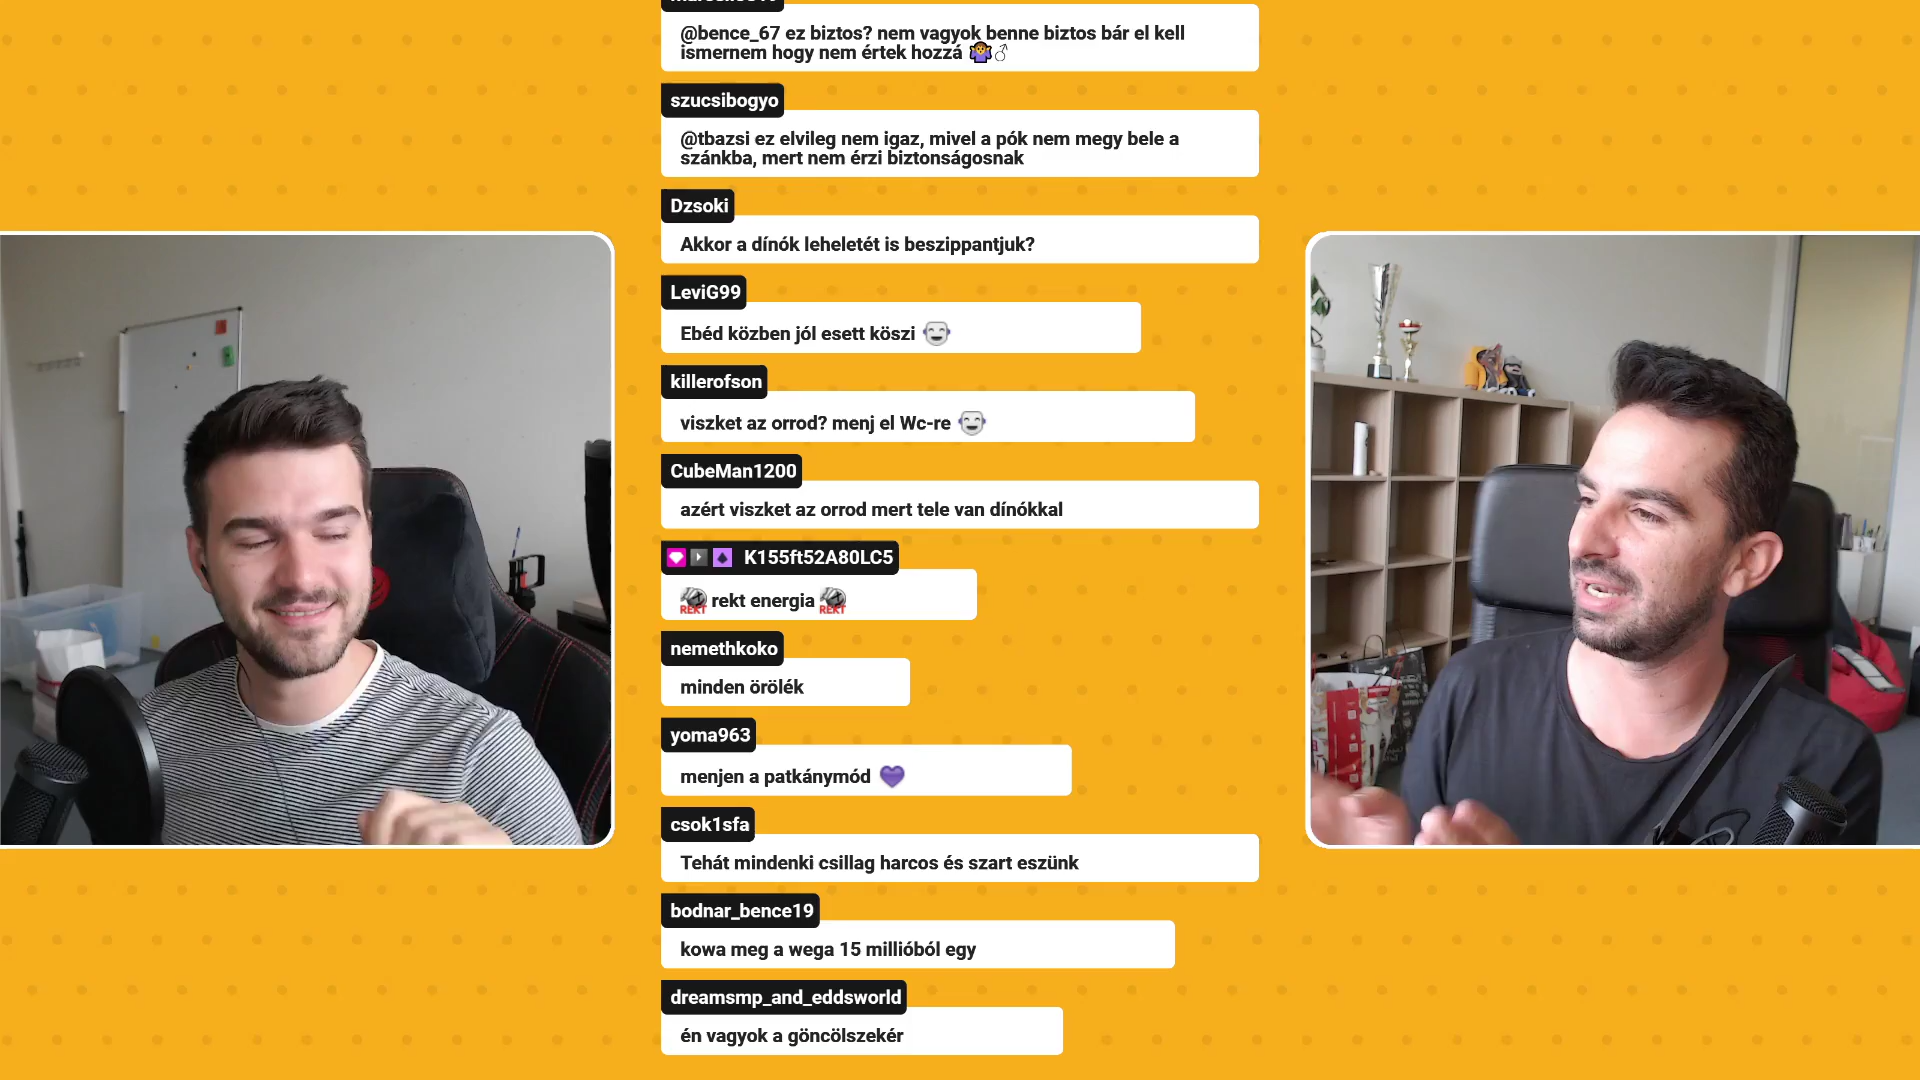 @bence_67 ez biztos? nem vagyok benne biztos bár el kell
ismernem hogy nem értek hozzá 🤷‍♂
szucsibogyo
@tbazsi ez elvileg nem igaz, mivel a pók nem megy bele a
szánkba, mert nem érzi biztonságosnak
Dzsoki
Akkor a dínók leheletét is beszippantjuk?
LeviG99
Ebéd közben jól esett köszi
killerofson
viszket az orrod? menj el Wc-re
CubeMan1200
azért viszket az orrod mert tele van dínókkal
K155ft52A80LC5
REKT rekt energia REKT
nemethkoko
minden örölék
yoma963
menjen a patkánymód 💜
csok1sfa
Tehát mindenki csillag harcos és szart eszünk
bodnar_bence19
kowa meg a wega 15 millióból egy
dreamsmp_and_eddsworld
én vagyok a göncölszekér